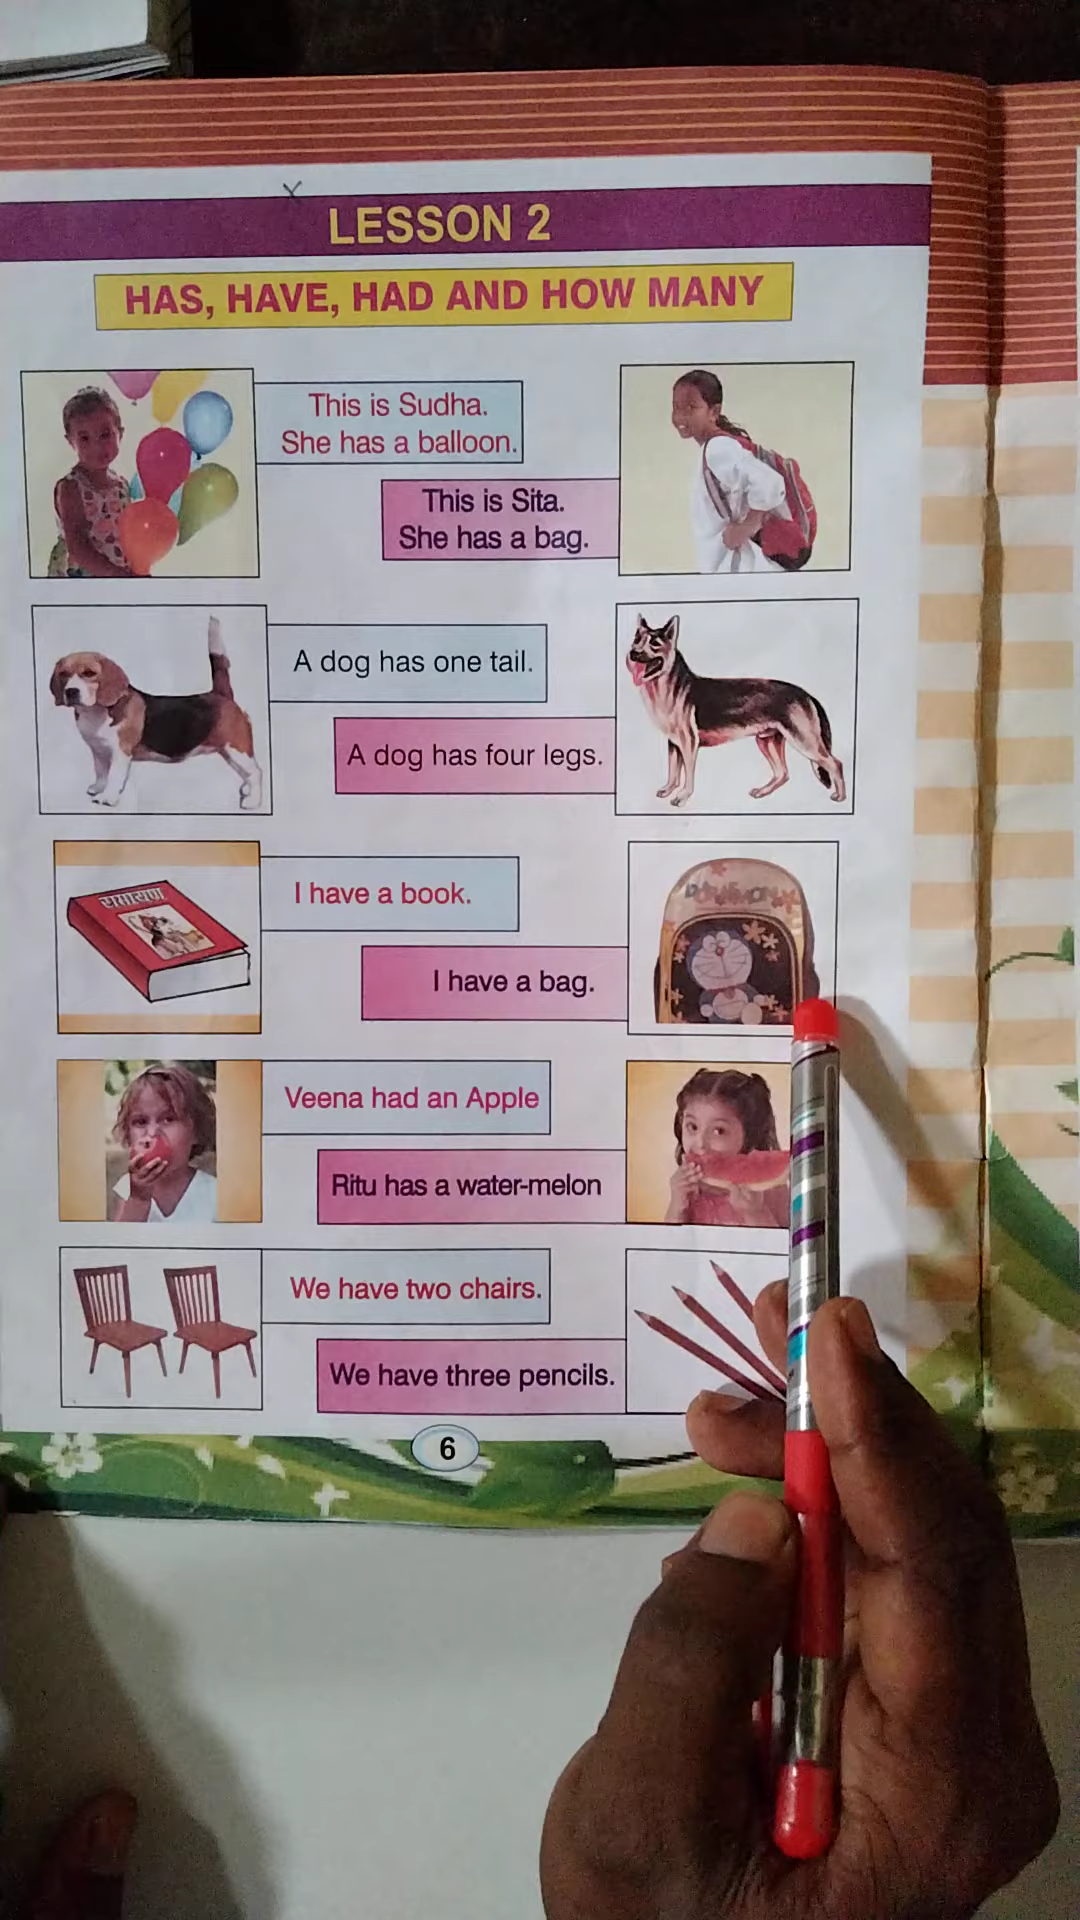 LESSON 2
HAS, HAVE, HAD AND HOW MANY
This is Sudha.
She has a balloon.
This is Sita.
She has a bag.
A dog has one tail.
A dog has four legs.
रामायण
I have a book.
I have a bag.
Veena had an Apple
Ritu has a water-melon
We have two chairs.
We have three pencils.
6